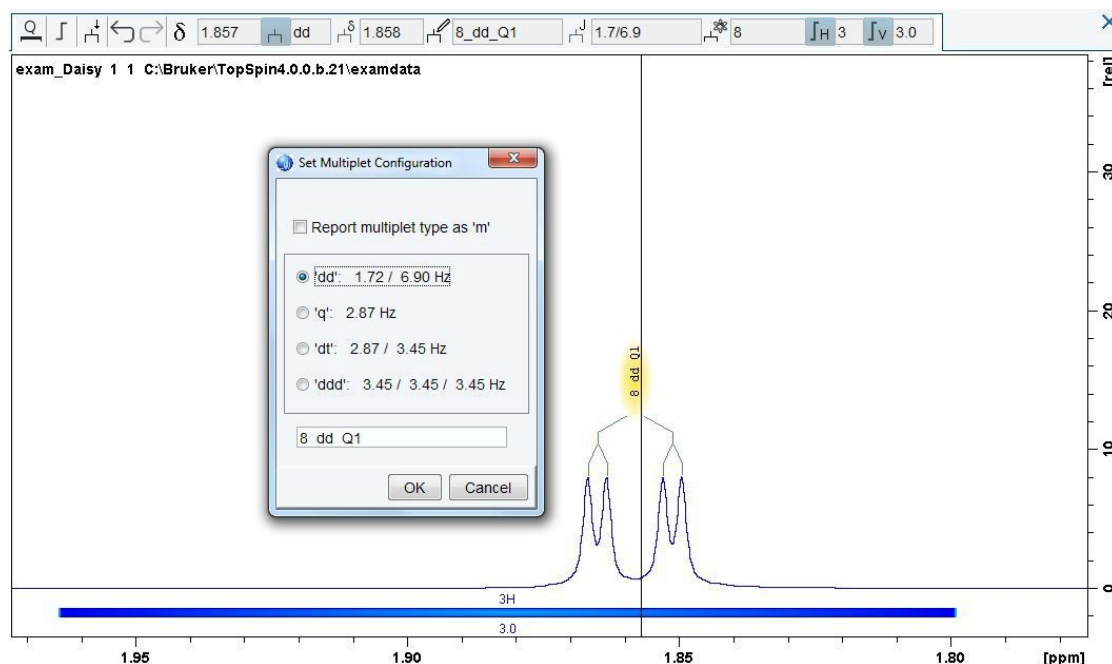 Q δ 1.857 dd δ 1.858 8_dd_Q1 J 1.7/6.9 8 H 3 V 3.0
exam_Daisy 1 1 C:\Bruker\TopSpin4.0.0.b.21\examdata
[rel]
Set Multiplet Configuration
Report multiplet type as 'm'
'dd': 1.72 / 6.90 Hz
'q': 2.87 Hz
'dt': 2.87 / 3.45 Hz
'ddd': 3.45 / 3.45 / 3.45 Hz
8 dd Q1
OK Cancel
8 dd Q1
30
20
10
0
3H
3.0
1.95 1.90 1.85 1.80 [ppm]